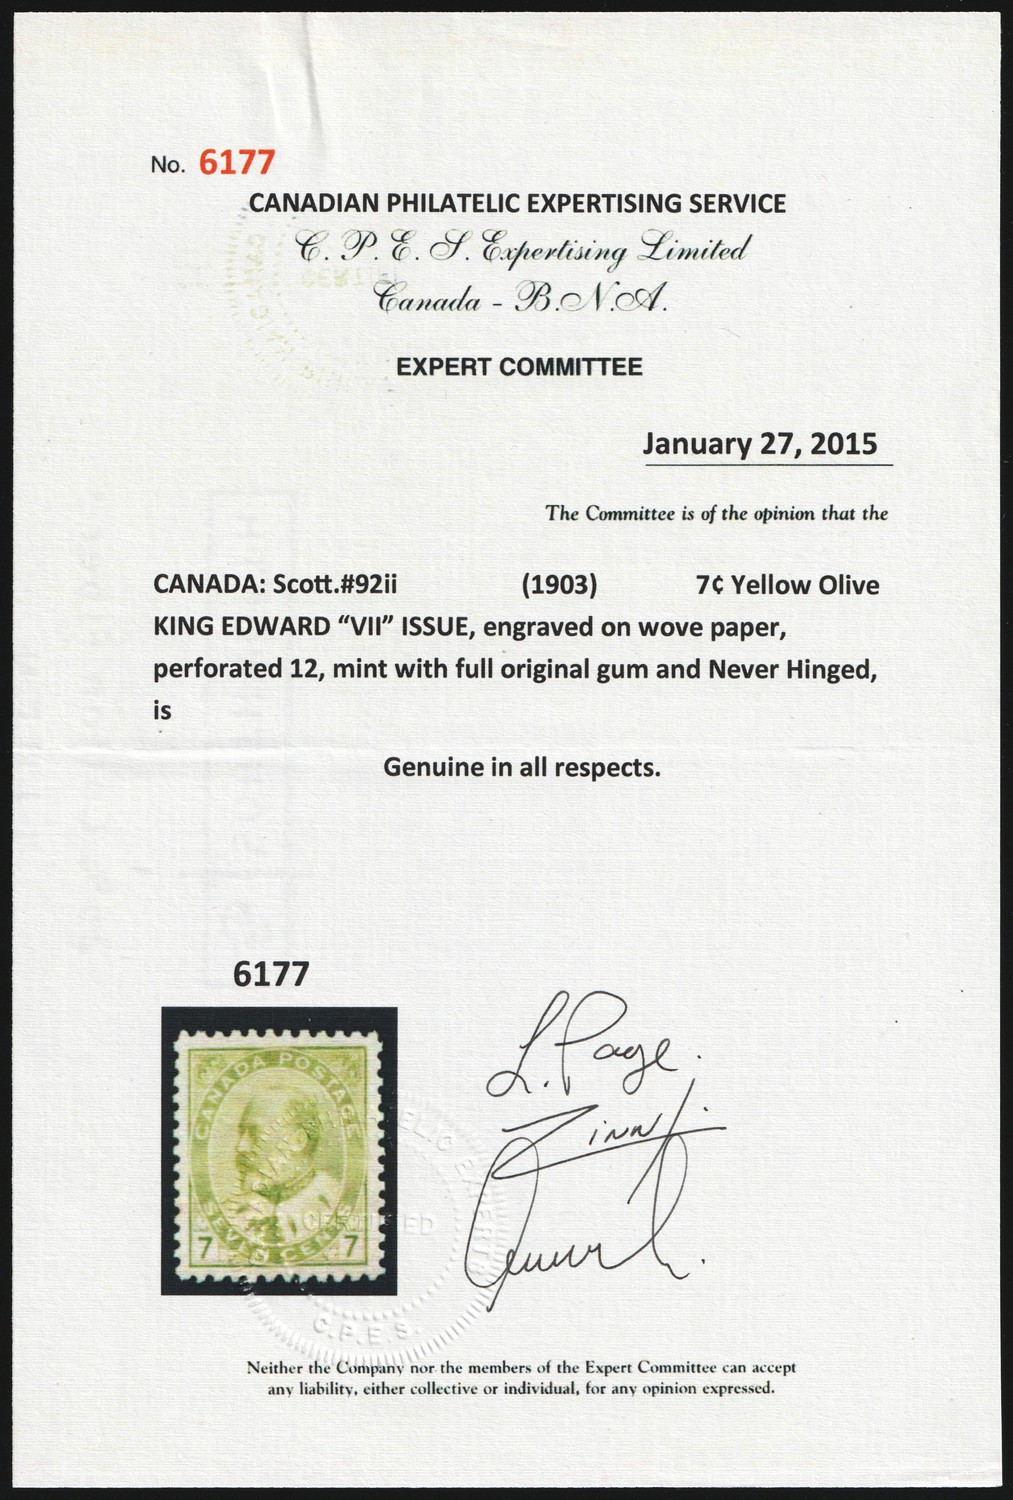 No. 6177
CANADIAN PHILATELIC EXPERTISING SERVICE
C. P. E. S. Expertising Limited
Canada - B.N.A.
EXPERT COMMITTEE
January 27, 2015
The Committee is of the opinion that the
CANADA: Scott.#92ii (1903) 7¢ Yellow Olive
KING EDWARD “VII” ISSUE, engraved on wove paper,
perforated 12, mint with full original gum and Never Hinged,
is
Genuine in all respects.
6177
CANADA POSTAGE
SEVEN CENTS
7 7
CERTIFIED
C.P.E.S.
L. Page.
Zinn
Neither the Company nor the members of the Expert Committee can accept
any liability, either collective or individual, for any opinion expressed.